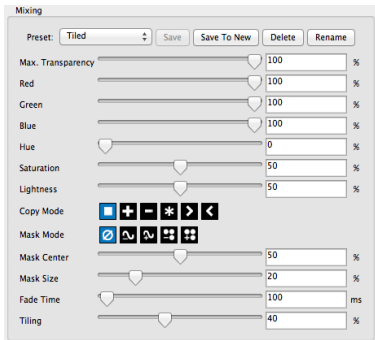 Mixing
Preset: Tiled Save Save To New Delete Rename
Max. Transparency 100 %
Red 100 %
Green 100 %
Blue 100 %
Hue 0 %
Saturation 50 %
Lightness 50 %
Copy Mode
Mask Mode
Mask Center 50 %
Mask Size 20 %
Fade Time 100 ms
Tiling 40 %